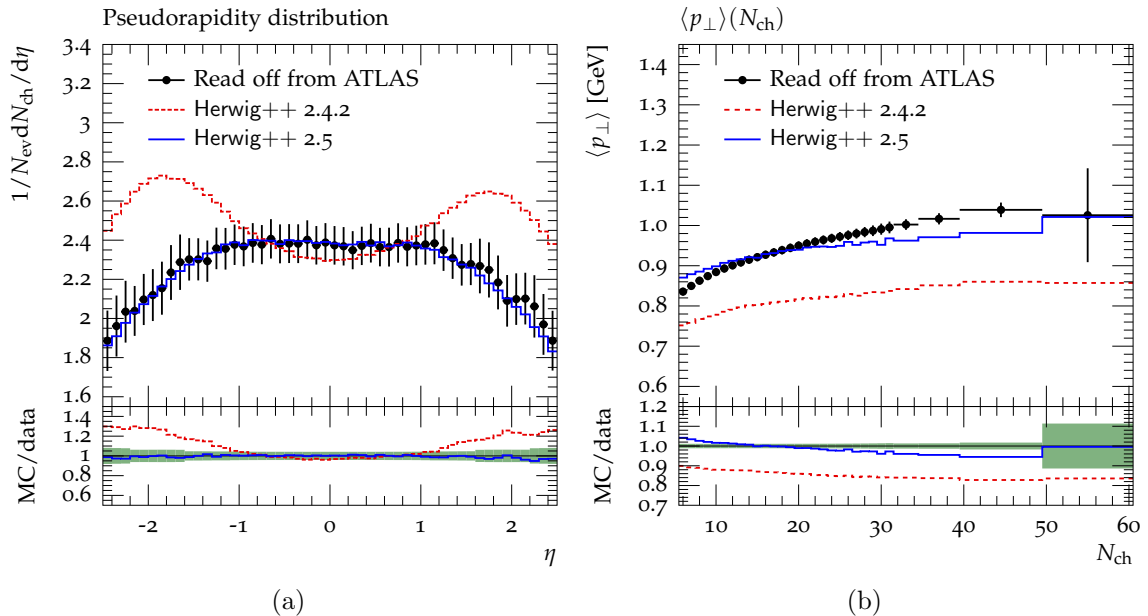 Pseudorapidity distribution
1/N_ev dN_ch/dη
3.4
3.2
3
2.8
2.6
2.4
2.2
2
1.8
1.6
Read off from ATLAS
Herwig++ 2.4.2
Herwig++ 2.5
MC/data
1.4
1.2
1
0.8
0.6
-2 -1 0 1 2
η
(a)
⟨p⊥⟩(N_ch)
⟨p⊥⟩ [GeV]
1.4
1.3
1.2
1.1
1.0
0.9
0.8
0.7
0.6
Read off from ATLAS
Herwig++ 2.4.2
Herwig++ 2.5
MC/data
1.2
1.1
1.0
0.9
0.8
0.7
10 20 30 40 50 60
N_ch
(b)